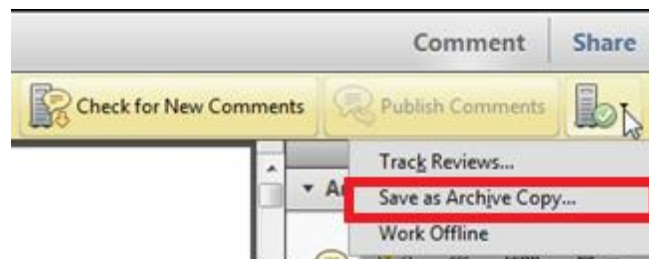 Comment Share
Check for New Comments Publish Comments
Track Reviews...
Save as Archive Copy...
Work Offline